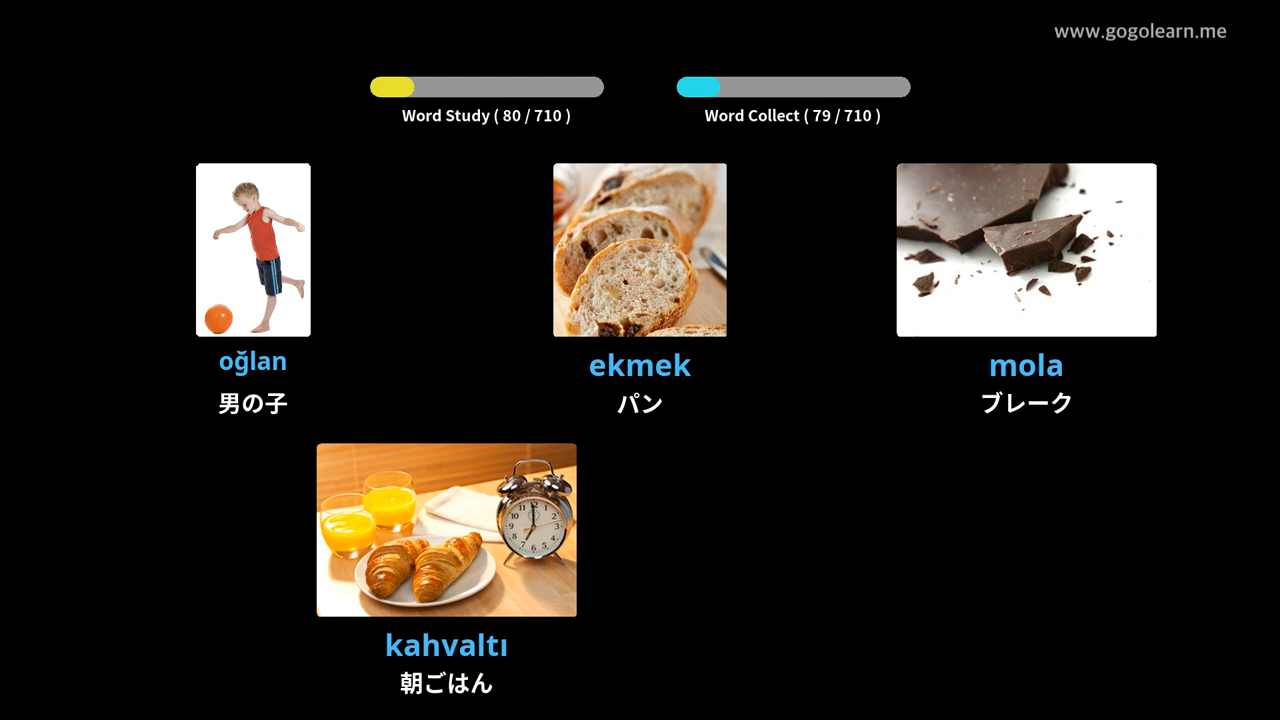 www.gogolearn.me
Word Study ( 80 / 710 )
Word Collect ( 79 / 710 )
oğlan
男の子
ekmek
パン
mola
ブレーク
kahvaltı
朝ごはん